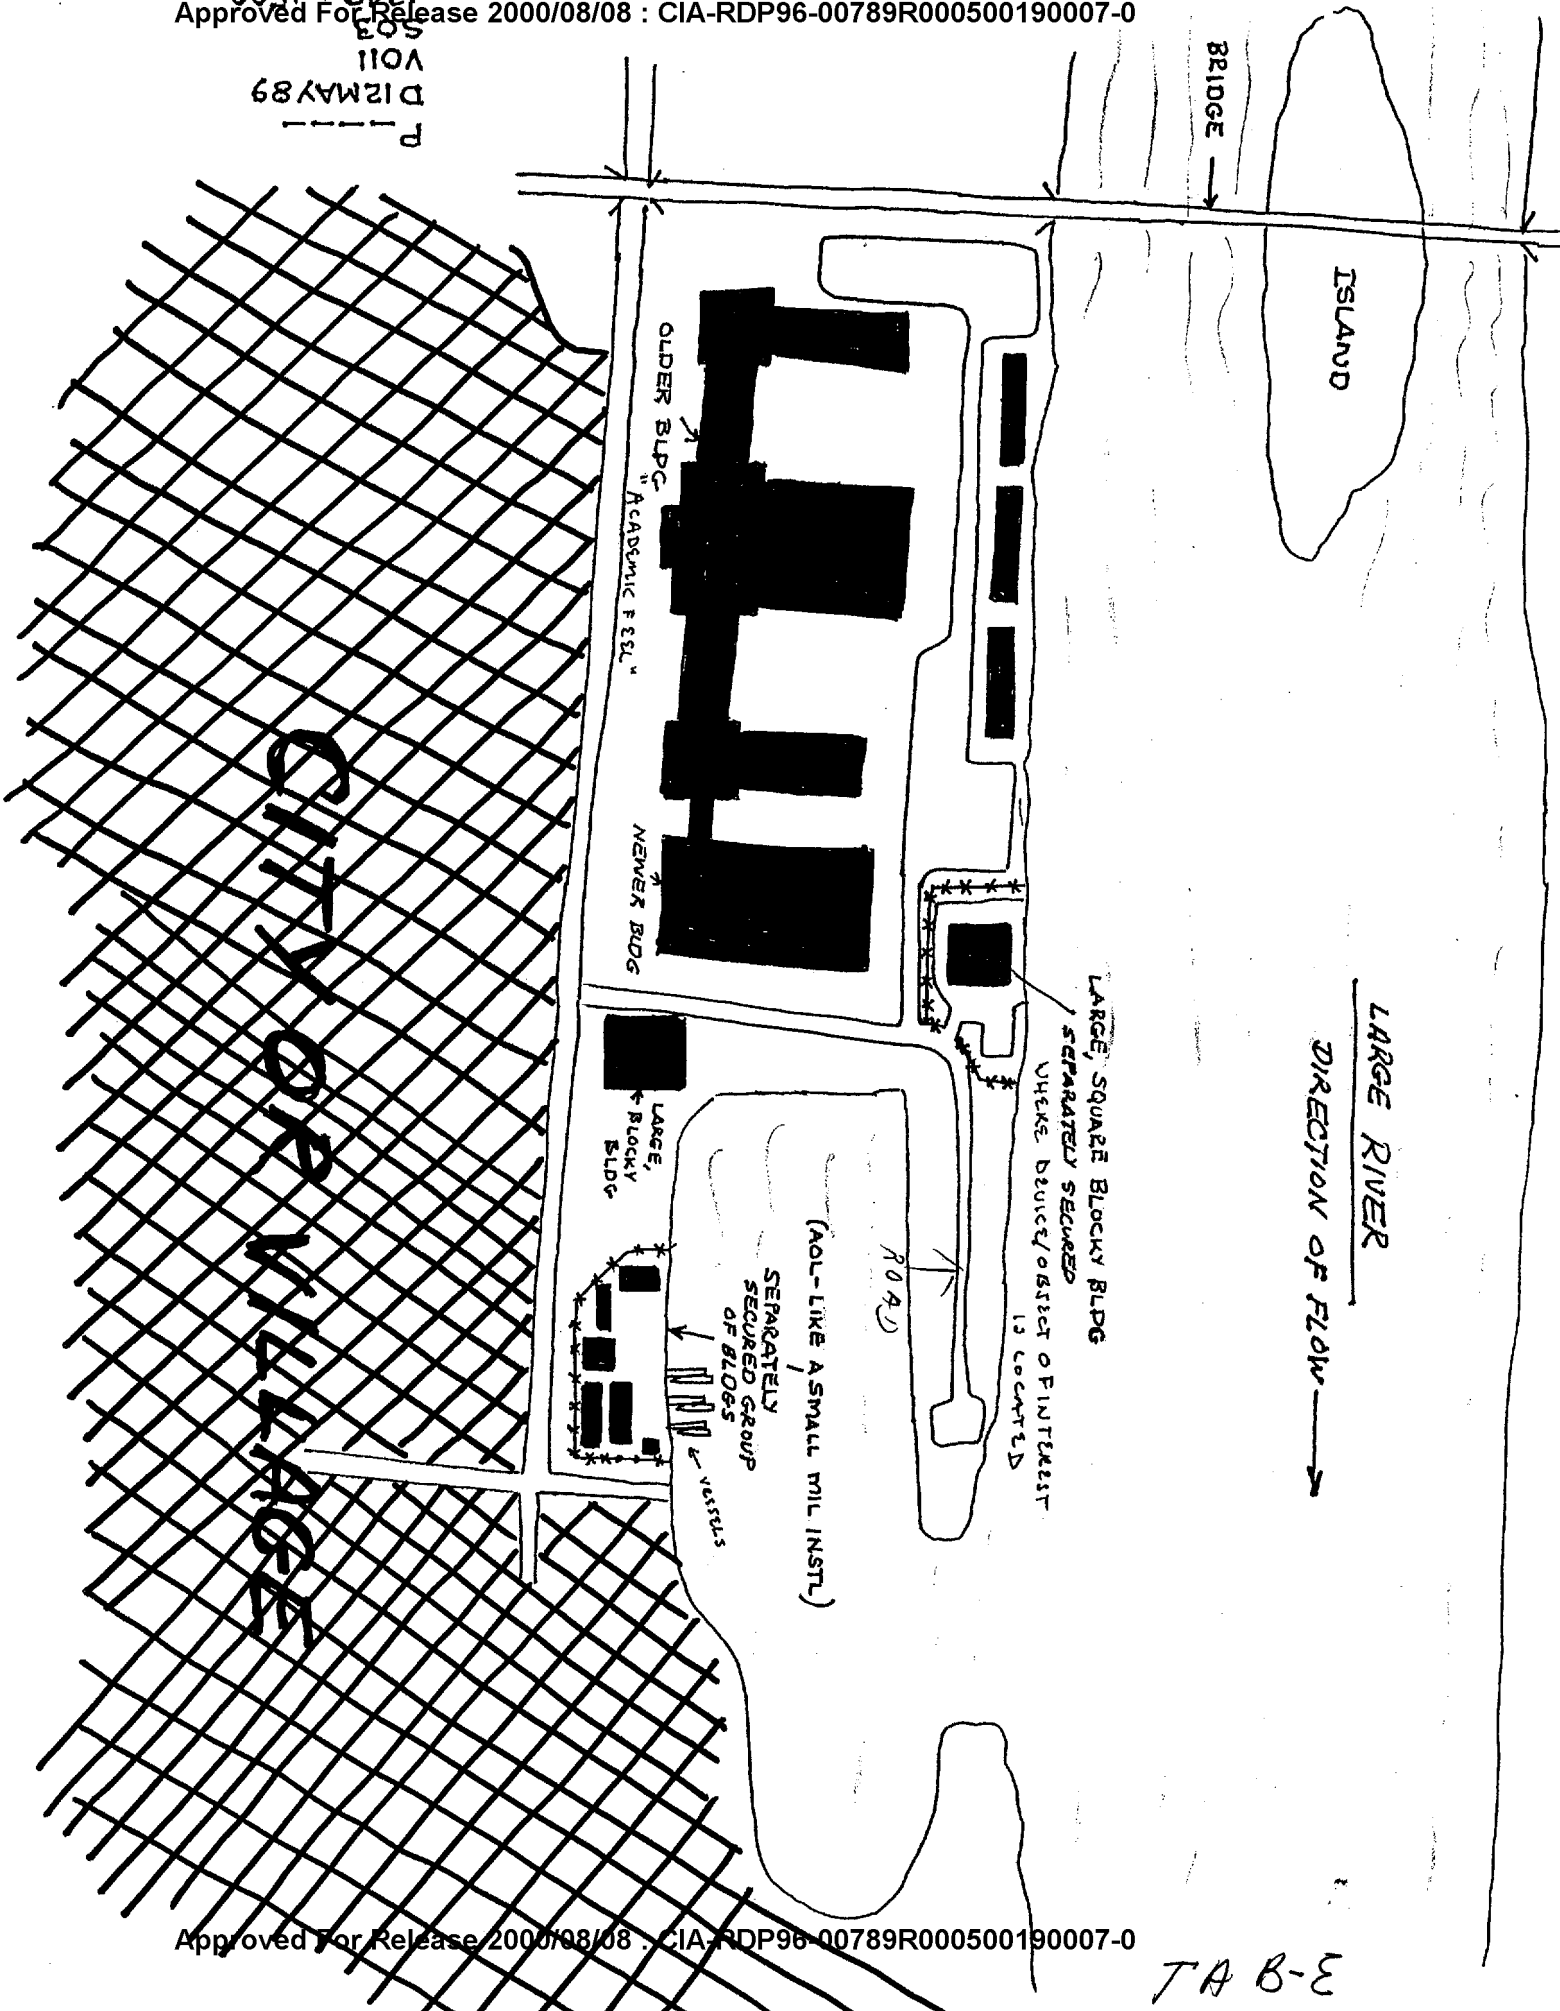 Approved For Release 2000/08/08 : CIA-RDP96-00789R000500190007-0
P-----
D12MAY89
V011
S03
BRIDGE
ISLAND
LARGE RIVER
DIRECTION OF FLOW
OLDER BLDG
"ACADEMIC FEEL"
NEWER BLDG
LARGE, SQUARE BLOCKY BLDG
SEPARATELY SECURED
WHERE DEVICE/OBJECT OF INTEREST
IS LOCATED
LARGE,
BLOCKY
BLDG
ROAD
(AOL-LIKE A SMALL MIL INSTL)
SEPARATELY
SECURED GROUP
OF BLDGS
VESSELS
CITY OR VILLAGE
Approved For Release 2000/08/08 : CIA-RDP96-00789R000500190007-0
TAB-E